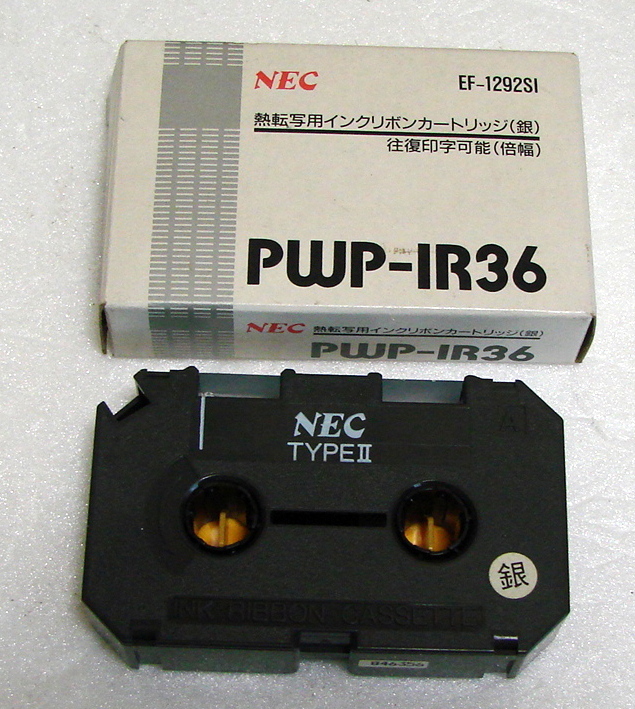 NEC
EF-1292SI
熱転写用インクリボンカートリッジ(銀)
往復印字可能(倍幅)
PWP-IR36
NEC 熱転写用インクリボンカートリッジ(銀)
PWP-IR36
NEC
TYPEII
銀
INK RIBBON CASSETTE
846356